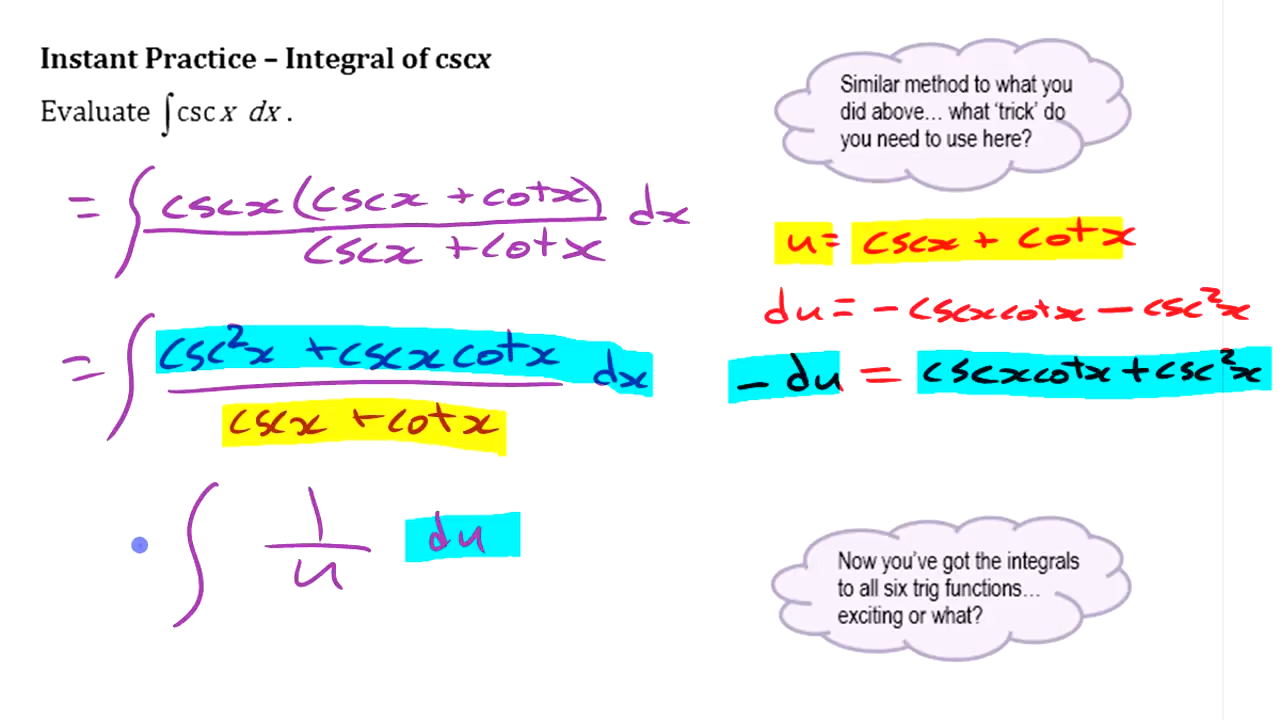 Instant Practice – Integral of cscx
Evaluate ∫csc x dx .
= ∫ cscx(cscx + cotx) / cscx + cotx dx
= ∫ csc²x + cscx cotx / cscx + cotx dx
∫ 1/u du
Similar method to what you
did above… what ‘trick’ do
you need to use here?
u = cscx + cotx
du = - cscxcotx - csc²x
- du = cscxcotx + csc²x
Now you’ve got the integrals
to all six trig functions…
exciting or what?